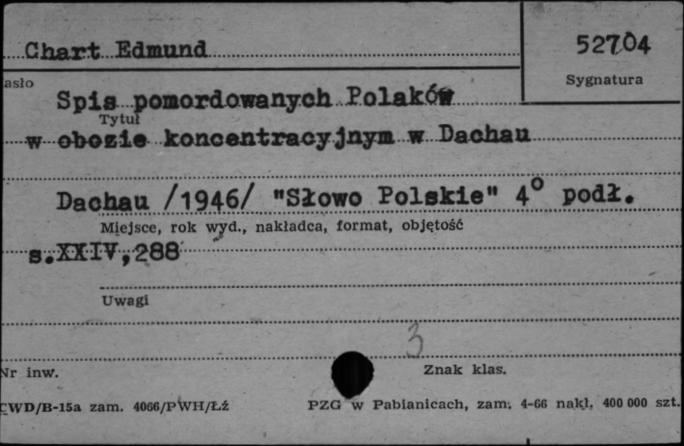 Chart Edmund
52704
asło
Sygnatura
Spis pomordowanych Polaków
Tytuł
w obozie koncentracyjnym w Dachau
Dachau /1946/ "Słowo Polskie" 4° podł.
Miejsce, rok wyd., nakładca, format, objętość
s.XXIV,288
Uwagi
3
Nr inw.
Znak klas.
CWD/B-15a zam. 4066/PWH/Łź
PZG w Pabianicach, zam. 4-66 nakł. 400 000 szt.